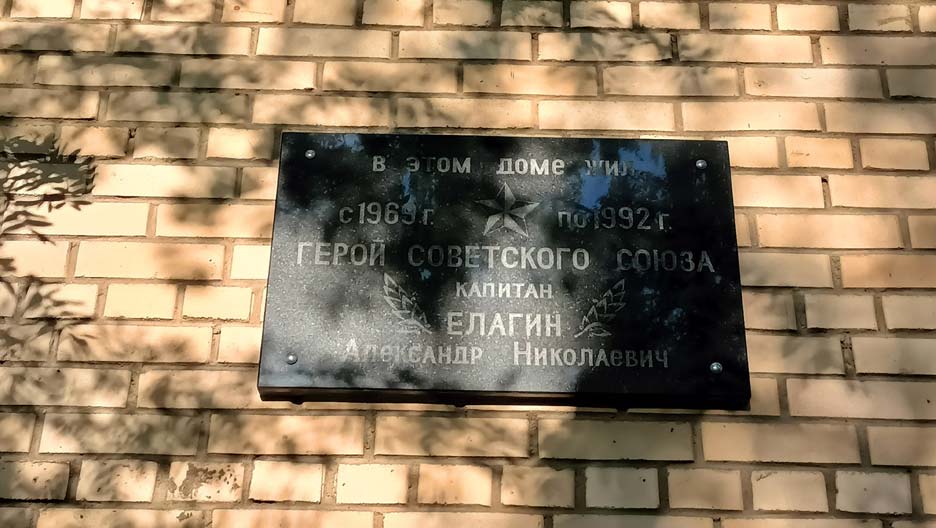 в этом доме жил
с 1969 г. по 1992 г.
ГЕРОЙ СОВЕТСКОГО СОЮЗА
КАПИТАН
ЕЛАГИН
Александр Николаевич